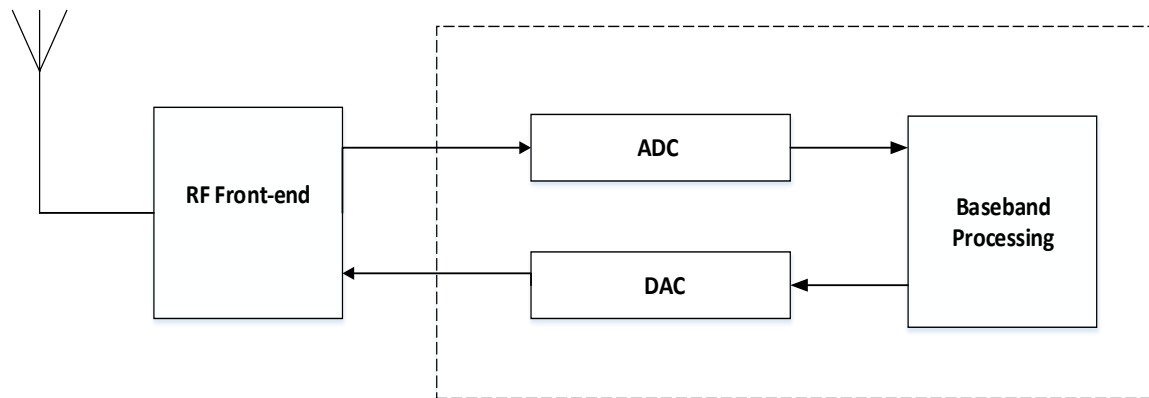 ADC
RF Front-end
Baseband
Processing
DAC